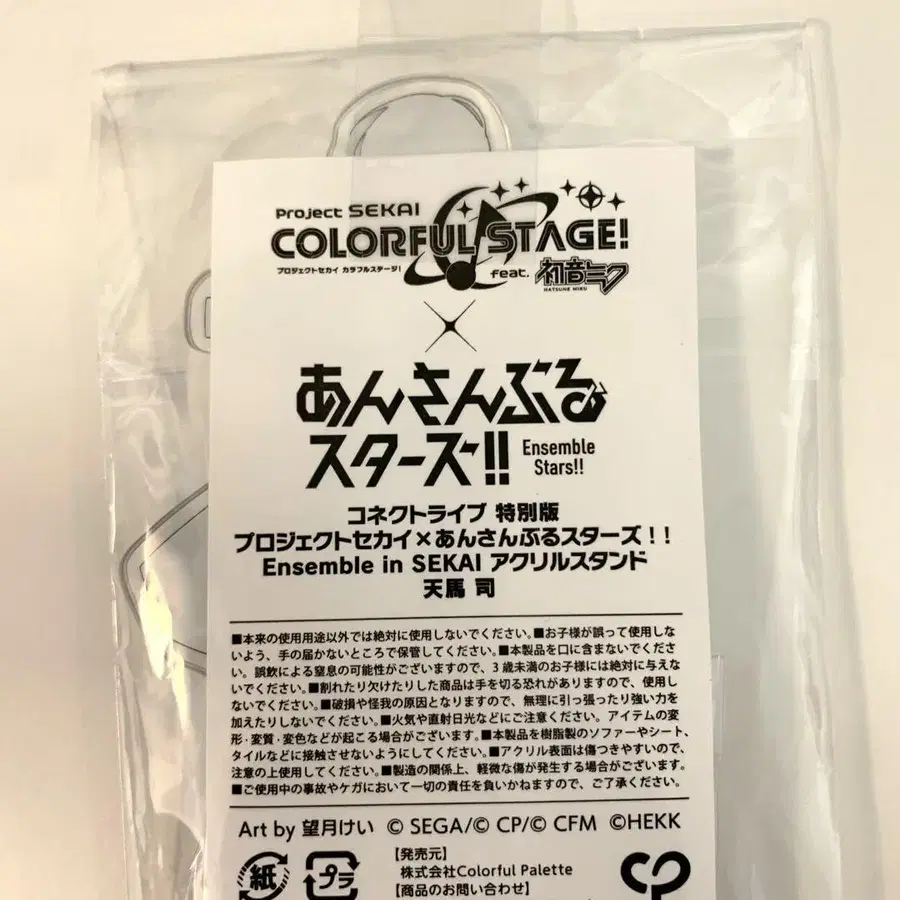 Project SEKAI
COLORFUL STAGE!
プロジェクトセカイ カラフルステージ!
feat. 初音ミク
HATSUNE MIKU
×
あんさんぶる
スターズ!!
Ensemble
Stars!!
コネクトライブ 特別版
プロジェクトセカイ×あんさんぶるスターズ!!
Ensemble in SEKAI アクリルスタンド
天馬 司
■本来の使用用途以外では絶対に使用しないでください。■お子様が誤って使用しな
いよう、手の届かないところで保管してください。■本製品を口に含まないでくださ
い。誤飲による窒息の可能性がございますので、3歳未満のお子様には絶対に与えな
いでください。■割れたり欠けたりした商品は手を切る恐れがありますので、使用し
ないでください。■破損や怪我の原因となりますので、無理に引っ張ったり強い力を
加えたりしないでください。■火気や直射日光などにご注意ください。アイテムの変
形・変質・変色などが起こる場合がございます。■本製品を樹脂製のソファーやシート、
タイルなどに接触させないようにしてください。■アクリル表面は傷つきやすいので、
注意の上使用してください。■製造の関係上、軽微な傷が発生する場合がございます。
■ご使用中の事故やケガにおいて一切の責任を負いかねますので、ご了承ください。
Art by 望月けい © SEGA/© CP/© CFM ©HEKK
紙
プラ
【発売元】
株式会社Colorful Palette
【商品のお問い合わせ】
cp